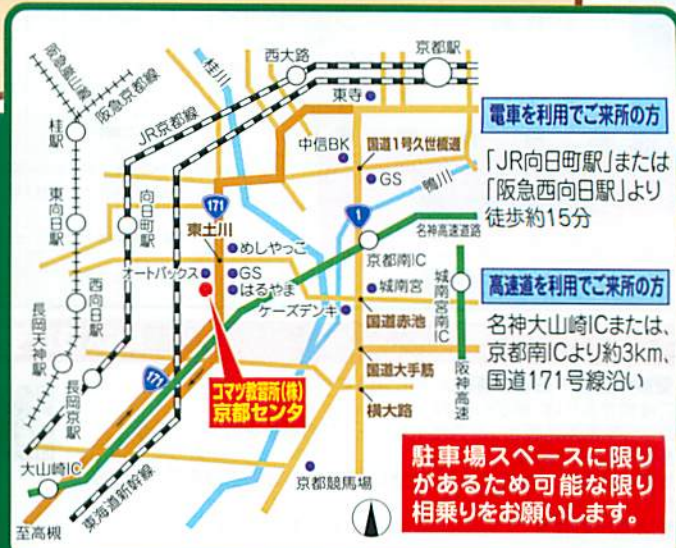 阪急嵐山線
阪急京都線
桂駅
東向日駅
西向日駅
長岡天神駅
長岡京駅
向日町駅
JR京都線
西大路
桂川
京都駅
東寺
中信BK
国道1号久世橋通
GS
鴨川
171
1
東土川
めしやっこ
オートバックス
GS
はるやま
ケーズデンキ
名神高速道路
京都南IC
城南宮
城南宮南IC
国道赤池
阪神高速
国道大手筋
横大路
コマツ教習所(株)
京都センタ
171
大山崎IC
至高槻
東海道新幹線
京都競馬場
電車を利用でご来所の方
「JR向日町駅」または
「阪急西向日駅」より
徒歩約15分
高速道を利用でご来所の方
名神大山崎ICまたは、
京都南ICより約3km、
国道171号線沿い
駐車場スペースに限り
があるため可能な限り
相乗りをお願いします。